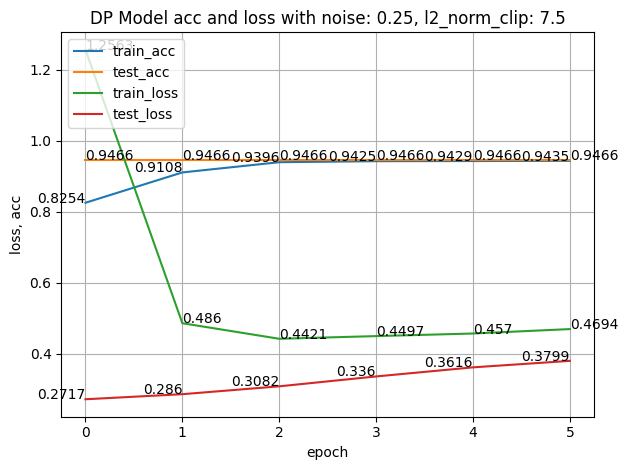 DP Model acc and loss with noise: 0.25, l2_norm_clip: 7.5
1.2563
train_acc
test_acc
train_loss
test_loss
1.2
1.0
0.8
0.6
0.4
loss, acc
0.9466 0.9466 0.9466 0.9466 0.9466 0.9466
0.8254 0.9108 0.9396 0.9425 0.9429 0.9435
0.486 0.4421 0.4497 0.457 0.4694
0.2717 0.286 0.3082 0.336 0.3616 0.3799
0 1 2 3 4 5
epoch